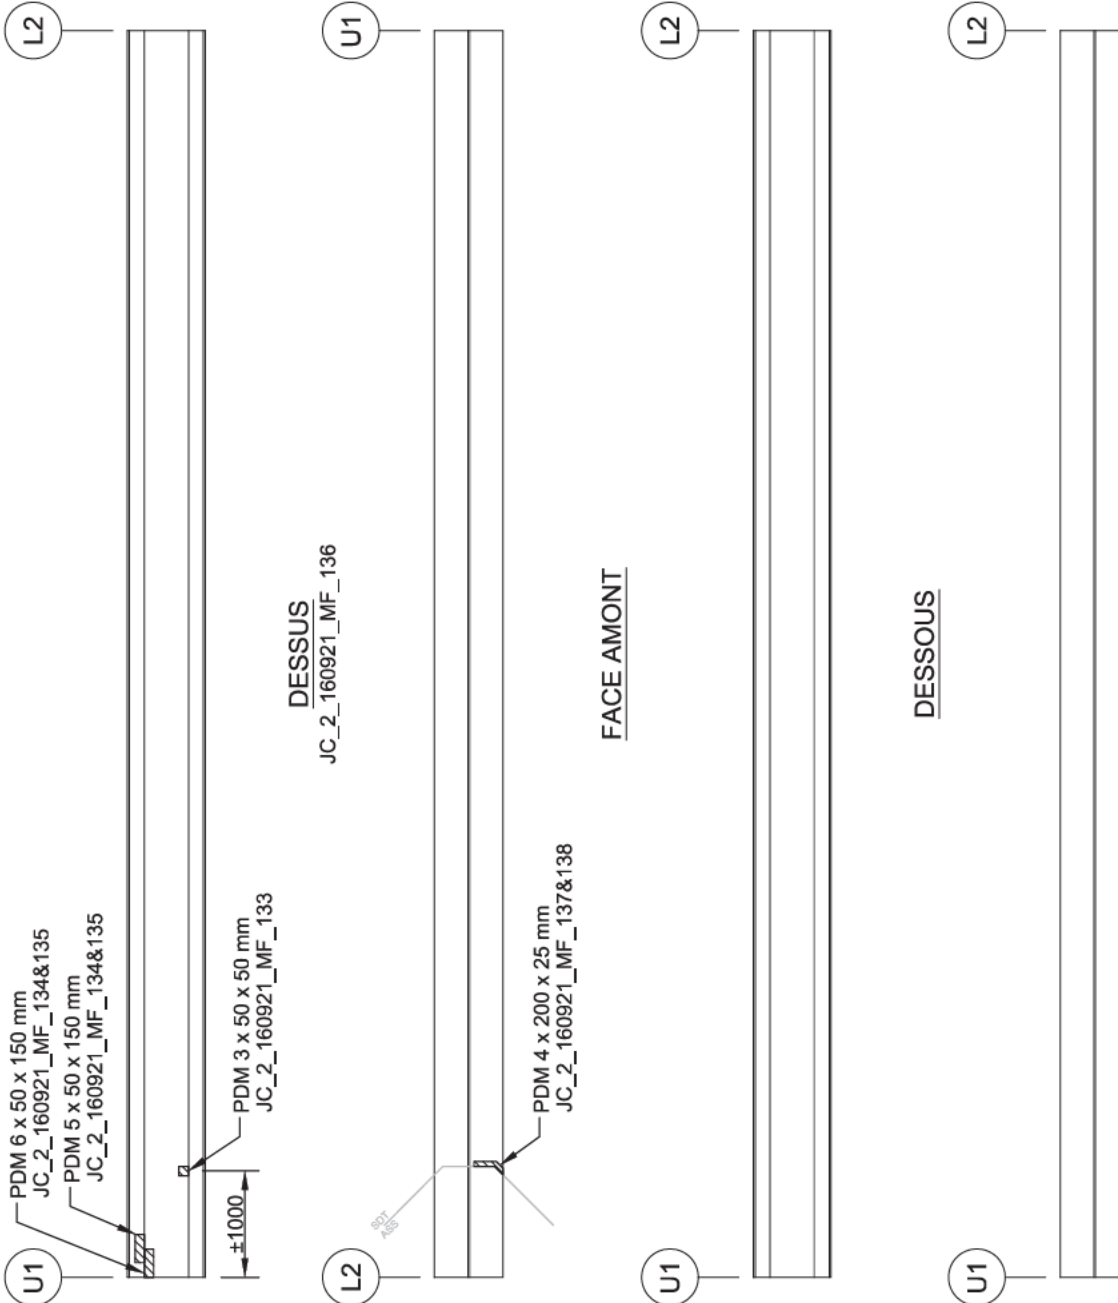 L2
U1
L2
L2
PDM 6 x 50 x 150 mm
JC_2_160921_MF_134&135
PDM 5 x 50 x 150 mm
JC_2_160921_MF_134&135
PDM 3 x 50 x 50 mm
JC_2_160921_MF_133
±1000
U1
DESSUS
JC_2_160921_MF_136
PDM 4 x 200 x 25 mm
JC_2_160921_MF_137&138
SDT
ASS
L2
FACE AMONT
U1
DESSOUS
U1